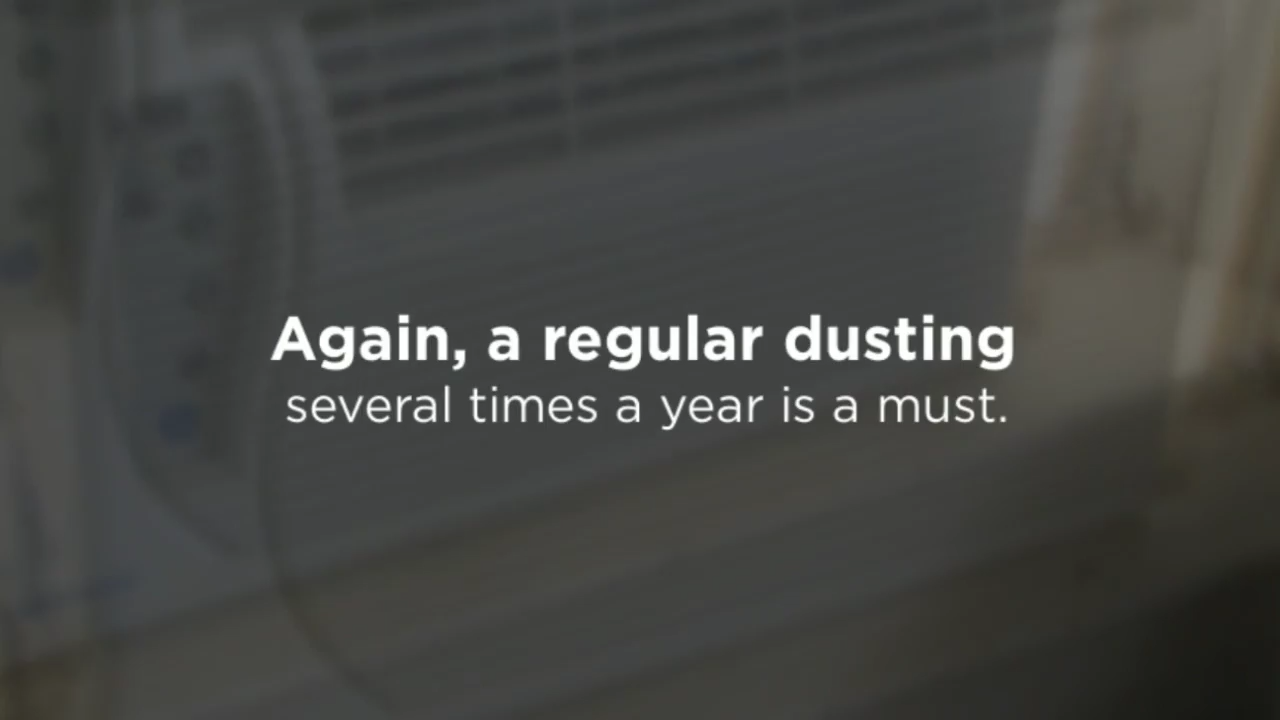 Again, a regular dusting
several times a year is a must.